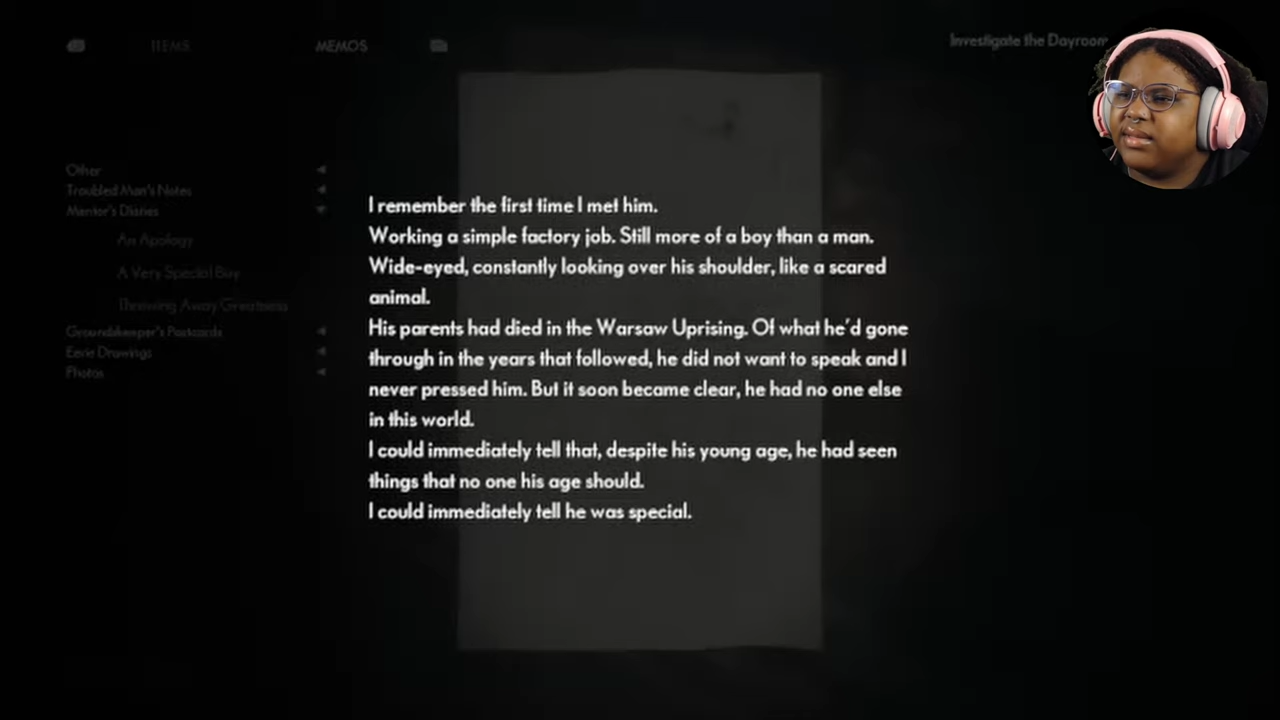 ITEMS
MEMOS
Investigate the Dayroom
Other
Troubled Man's Notes
Mentor's Diaries
An Apology
A Very Special Boy
Throwing Away Greatness
Groundskeeper's Postcards
Eerie Drawings
Photos
I remember the first time I met him.
Working a simple factory job. Still more of a boy than a man.
Wide-eyed, constantly looking over his shoulder, like a scared
animal.
His parents had died in the Warsaw Uprising. Of what he'd gone
through in the years that followed, he did not want to speak and I
never pressed him. But it soon became clear, he had no one else
in this world.
I could immediately tell that, despite his young age, he had seen
things that no one his age should.
I could immediately tell he was special.